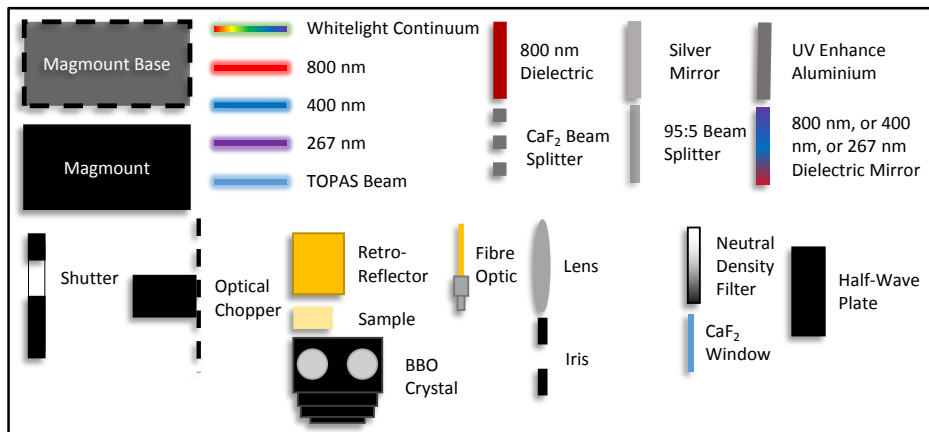 Magmount Base
Magmount
Whitelight Continuum
800 nm
400 nm
267 nm
TOPAS Beam
800 nm
Dielectric
CaF₂ Beam
Splitter
Silver
Mirror
95:5 Beam
Splitter
UV Enhance
Aluminium
800 nm, or 400
nm, or 267 nm
Dielectric Mirror
Shutter
Optical
Chopper
Retro-
Reflector
Sample
BBO
Crystal
Fibre
Optic
Lens
Iris
Neutral
Density
Filter
CaF₂
Window
Half-Wave
Plate